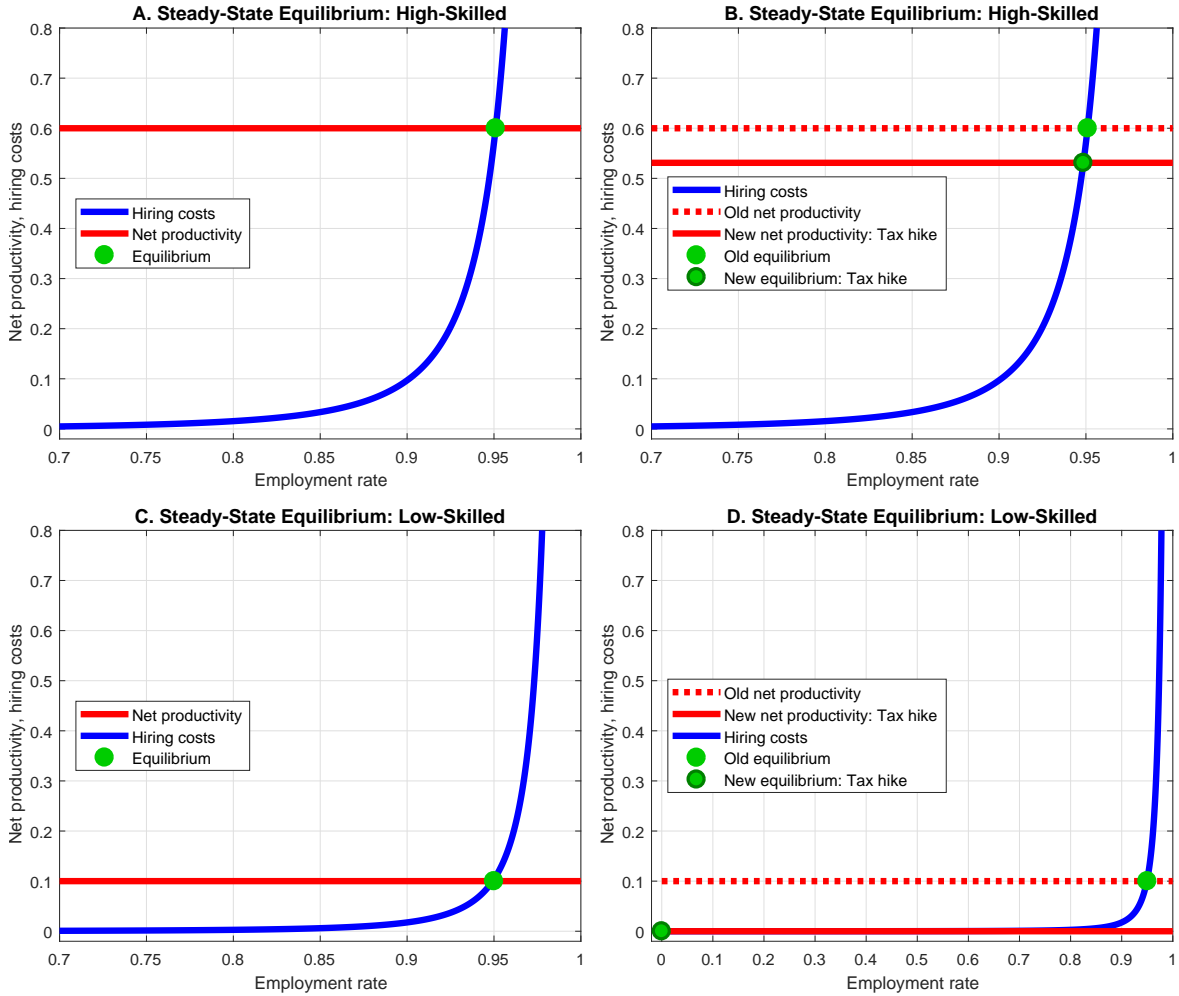 A. Steady-State Equilibrium: High-Skilled
Net productivity, hiring costs
0.8
0.7
0.6
0.5
0.4
0.3
0.2
0.1
0
Hiring costs
Net productivity
Equilibrium
0.7 0.75 0.8 0.85 0.9 0.95 1
Employment rate
B. Steady-State Equilibrium: High-Skilled
Net productivity, hiring costs
0.8
0.7
0.6
0.5
0.4
0.3
0.2
0.1
0
Hiring costs
Old net productivity
New net productivity: Tax hike
Old equilibrium
New equilibrium: Tax hike
0.7 0.75 0.8 0.85 0.9 0.95 1
Employment rate
C. Steady-State Equilibrium: Low-Skilled
Net productivity, hiring costs
0.8
0.7
0.6
0.5
0.4
0.3
0.2
0.1
0
Net productivity
Hiring costs
Equilibrium
0.7 0.75 0.8 0.85 0.9 0.95 1
Employment rate
D. Steady-State Equilibrium: Low-Skilled
Net productivity, hiring costs
0.8
0.7
0.6
0.5
0.4
0.3
0.2
0.1
0
Old net productivity
New net productivity: Tax hike
Hiring costs
Old equilibrium
New equilibrium: Tax hike
0 0.1 0.2 0.3 0.4 0.5 0.6 0.7 0.8 0.9 1
Employment rate